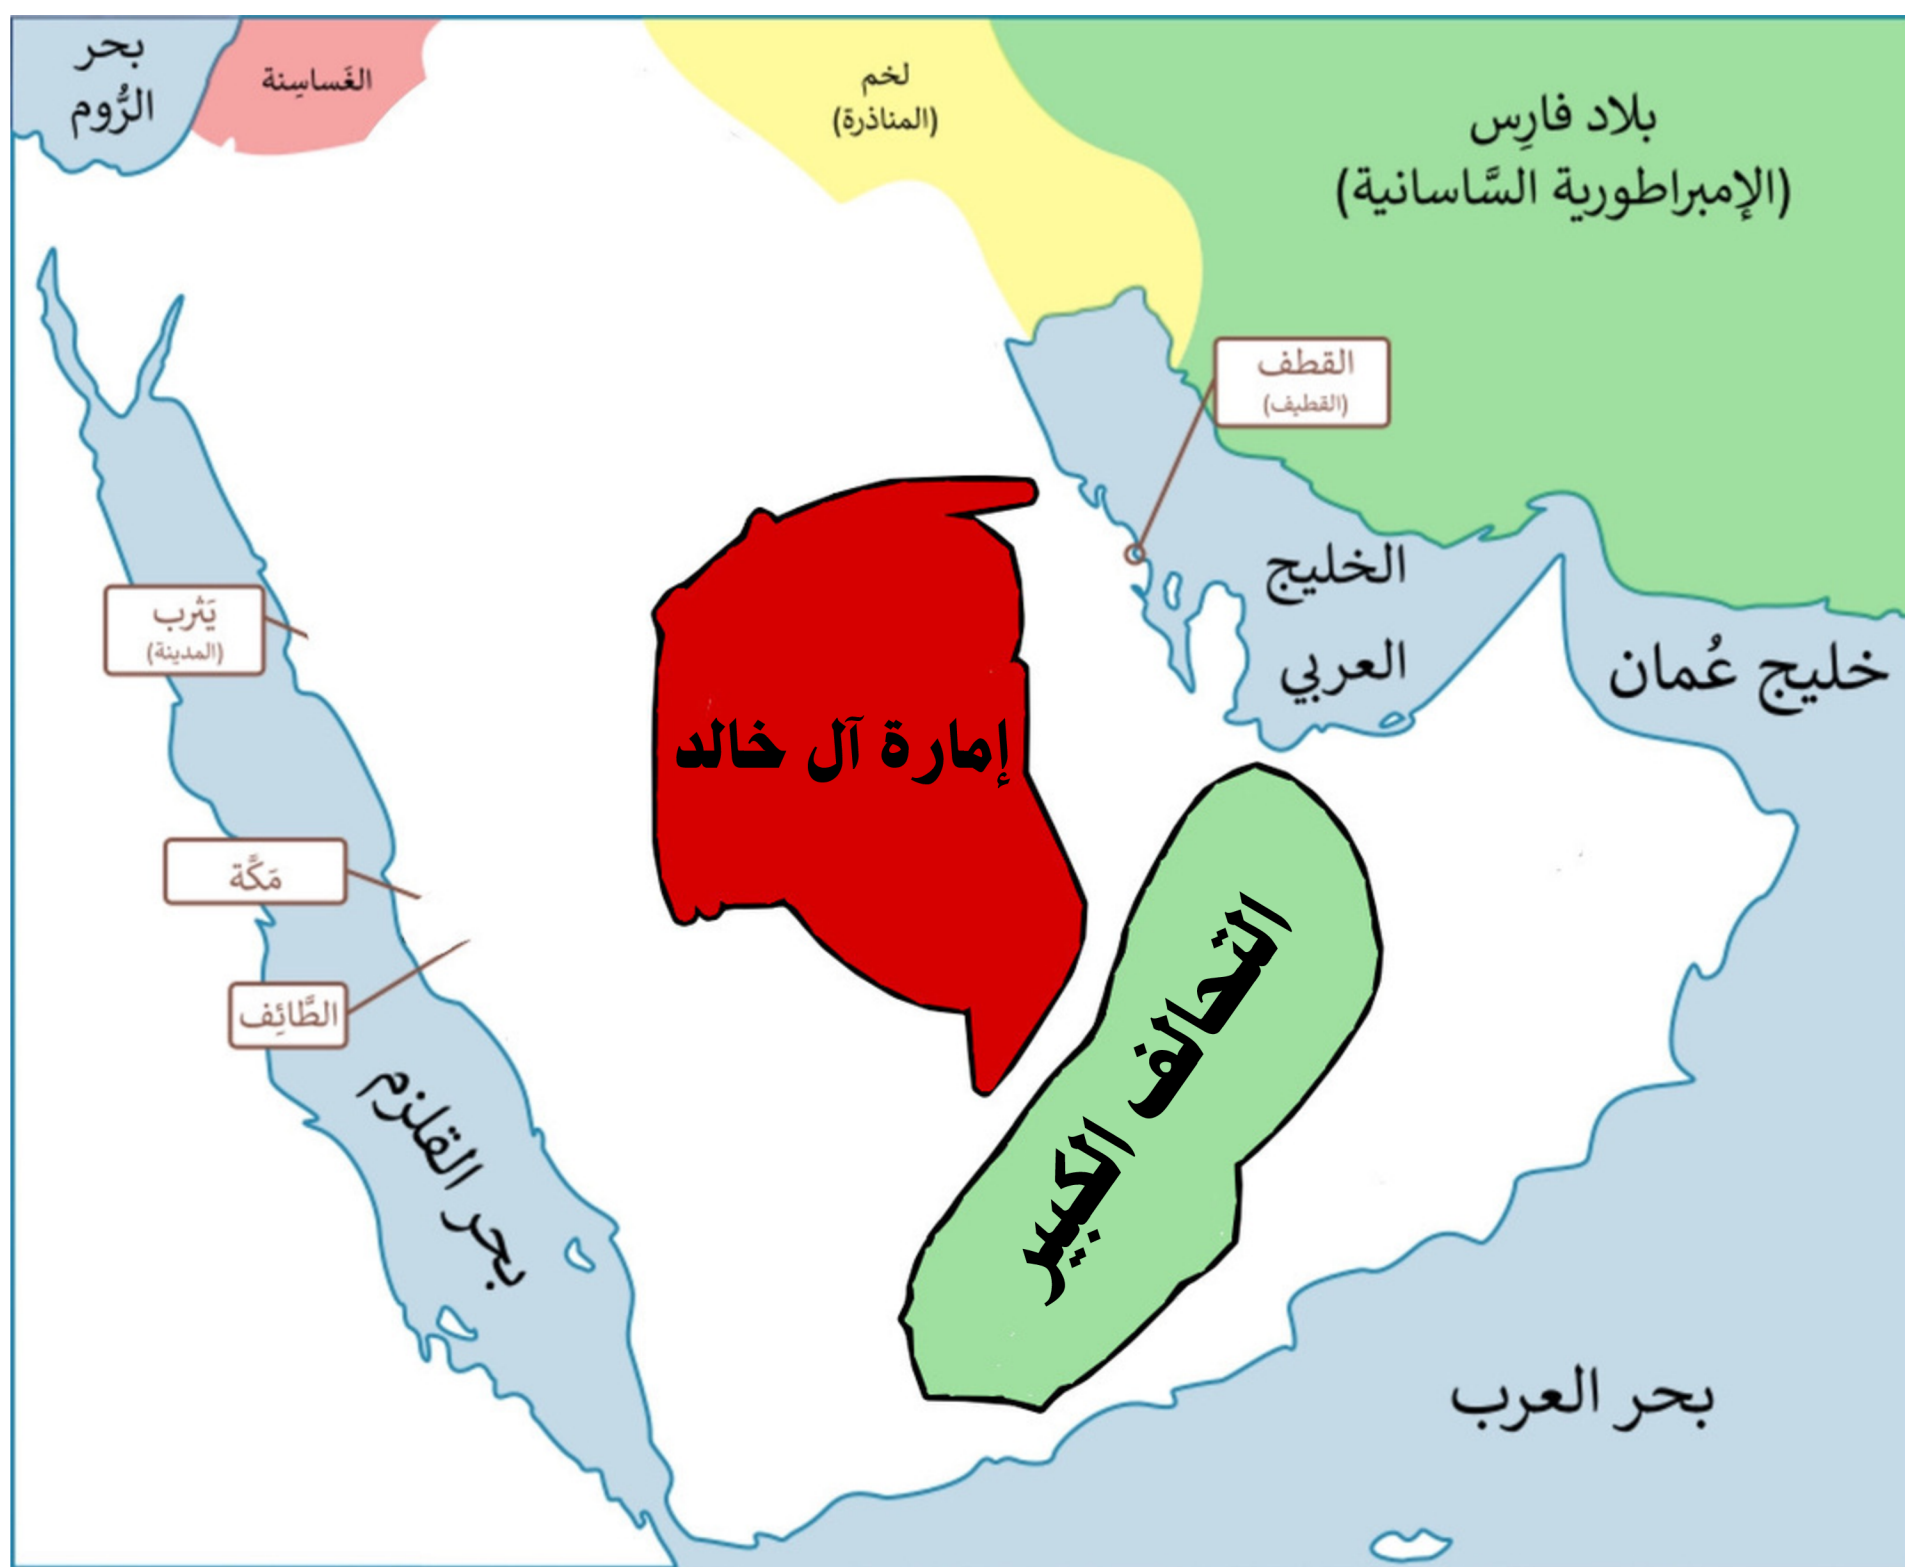 بحر
الرُّوم
الغَساسِنة
لخم
(المناذرة)
بلاد فارِس
(الإمبراطورية السَّاسانية)
القطف
(القطيف)
الخليج
العربي
خليج عُمان
يَثرب
(المدينة)
إمارة آل خالد
مَكَّة
الطَّائِف
التحالف الكبير
بحر القلزم
بحر العرب